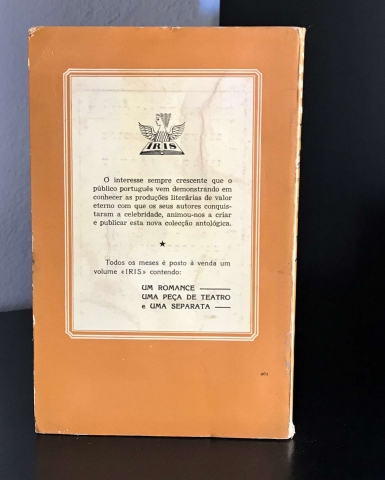 IRIS
O interesse sempre crescente que o
público português vem demonstrando em
conhecer as produções literárias de valor
eterno com que os seus autores conquis-
taram a celebridade, animou-nos a criar
e publicar esta nova colecção antológica.
★
Todos os meses é posto à venda um
volume «IRIS» contendo:
UM ROMANCE ———
UMA PEÇA DE TEATRO
e UMA SEPARATA ———